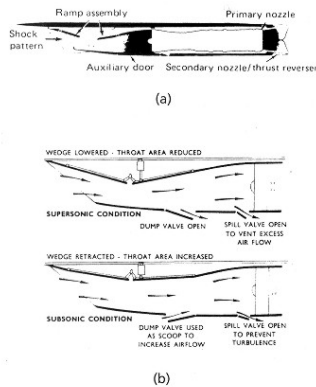 Ramp assembly
Primary nozzle
Shock
pattern
Auxiliary door
Secondary nozzle/thrust reverse
(a)
WEDGE LOWERED - THROAT AREA REDUCED
SUPERSONIC CONDITION
DUMP VALVE OPEN
SPILL VALVE OPEN
TO VENT EXCESS
AIR FLOW
WEDGE RETRACTED - THROAT AREA INCREASED
SUBSONIC CONDITION
DUMP VALVE USED
AS SCOOP TO
INCREASE AIRFLOW
SPILL VALVE OPEN
TO PREVENT
TURBULENCE
(b)